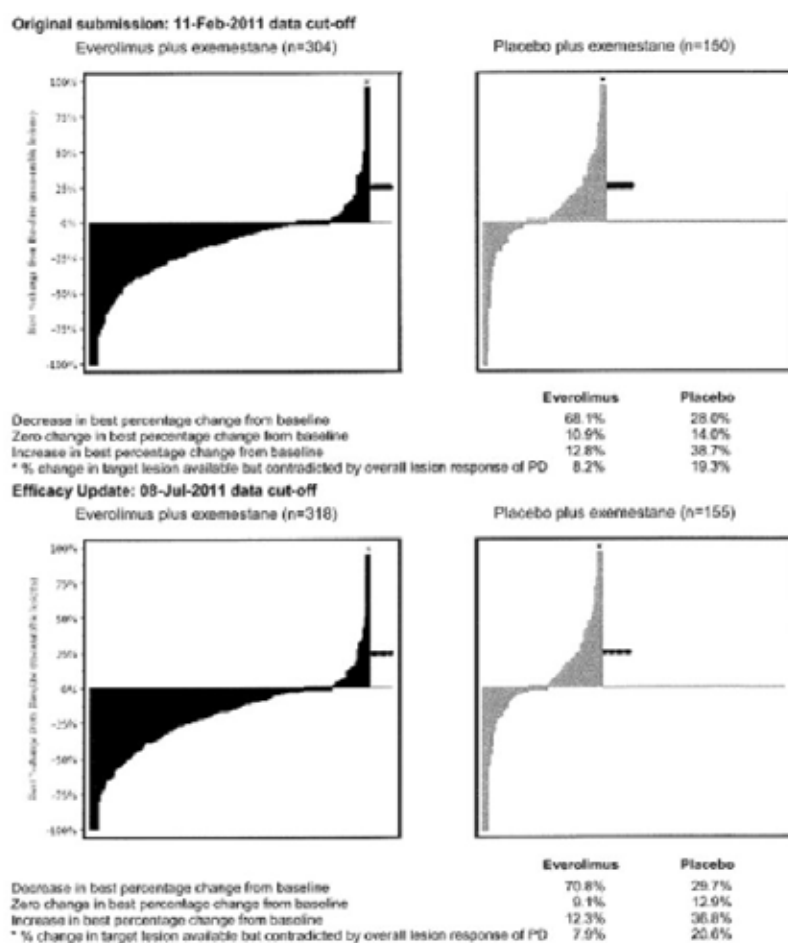 Original submission: 11-Feb-2011 data cut-off
Everolimus plus exemestane (n=304)
Placebo plus exemestane (n=150)
100%
75%
50%
25%
0%
-25%
-50%
-75%
-100%
Everolimus Placebo
Decrease in best percentage change from baseline 68.1% 28.0%
Zero change in best percentage change from baseline 10.9% 14.0%
Increase in best percentage change from baseline 12.8% 38.7%
* % change in target lesion available but contradicted by overall lesion response of PD 8.2% 19.3%
Efficacy Update: 08-Jul-2011 data cut-off
Everolimus plus exemestane (n=318)
Placebo plus exemestane (n=155)
100%
75%
50%
25%
0%
-25%
-50%
-75%
-100%
Everolimus Placebo
Decrease in best percentage change from baseline 70.8% 29.7%
Zero change in best percentage change from baseline 9.1% 12.9%
Increase in best percentage change from baseline 12.3% 36.8%
* % change in target lesion available but contradicted by overall lesion response of PD 7.9% 20.6%